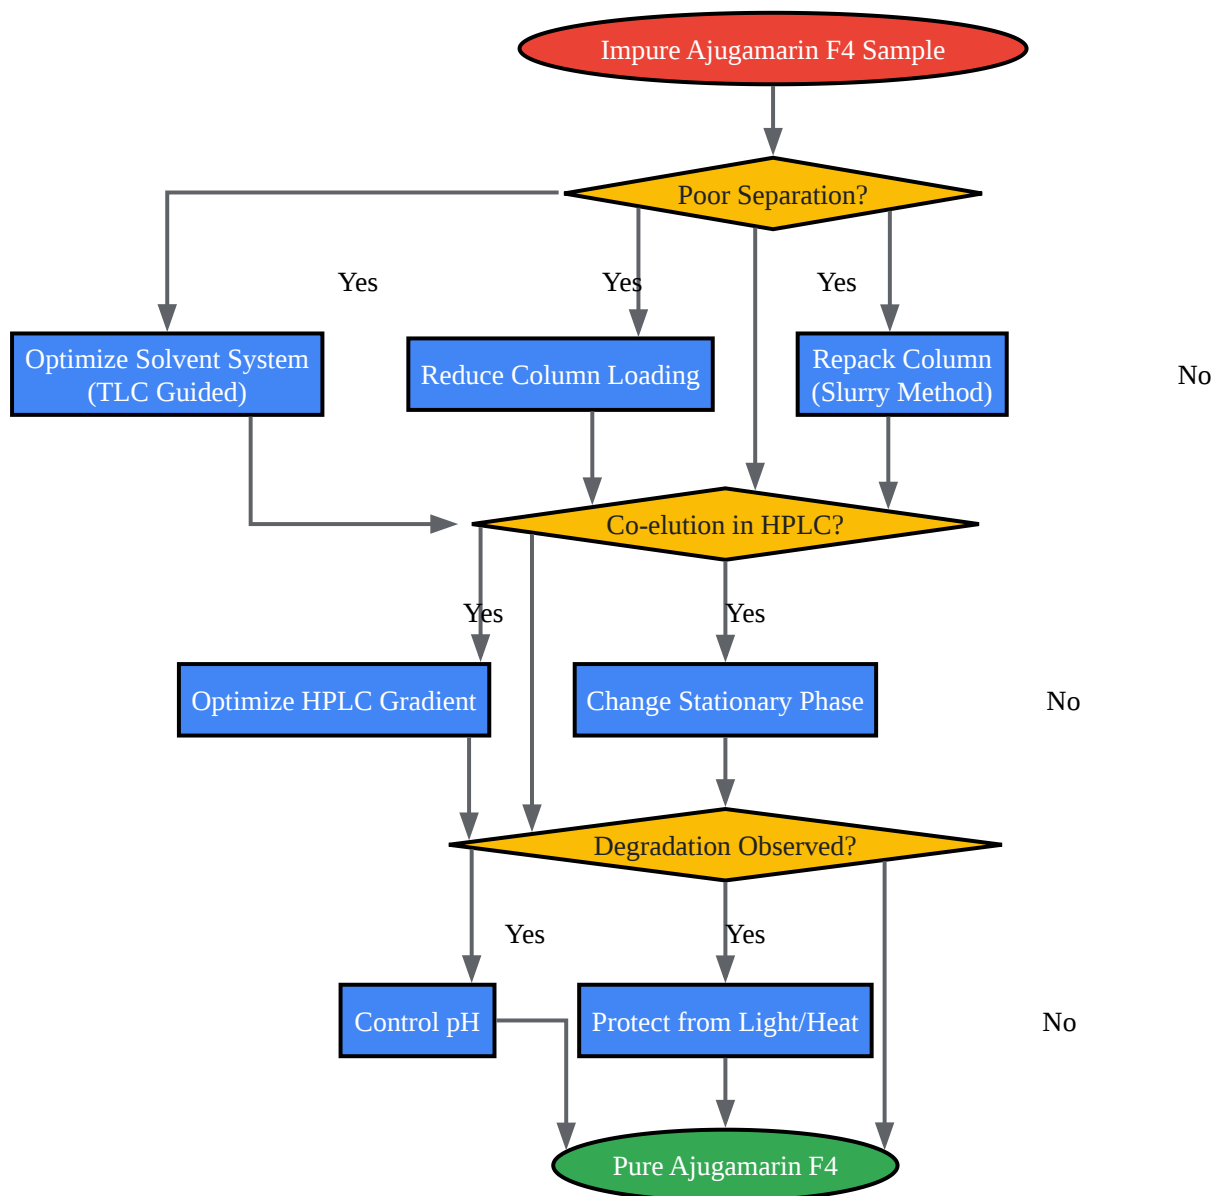 Impure Ajugamarin F4 Sample
Poor Separation?
Yes
Yes
Yes
Optimize Solvent System
(TLC Guided)
Reduce Column Loading
Repack Column
(Slurry Method)
No
Co-elution in HPLC?
Yes
Yes
Optimize HPLC Gradient
Change Stationary Phase
No
Degradation Observed?
Yes
Yes
Control pH
Protect from Light/Heat
No
Pure Ajugamarin F4